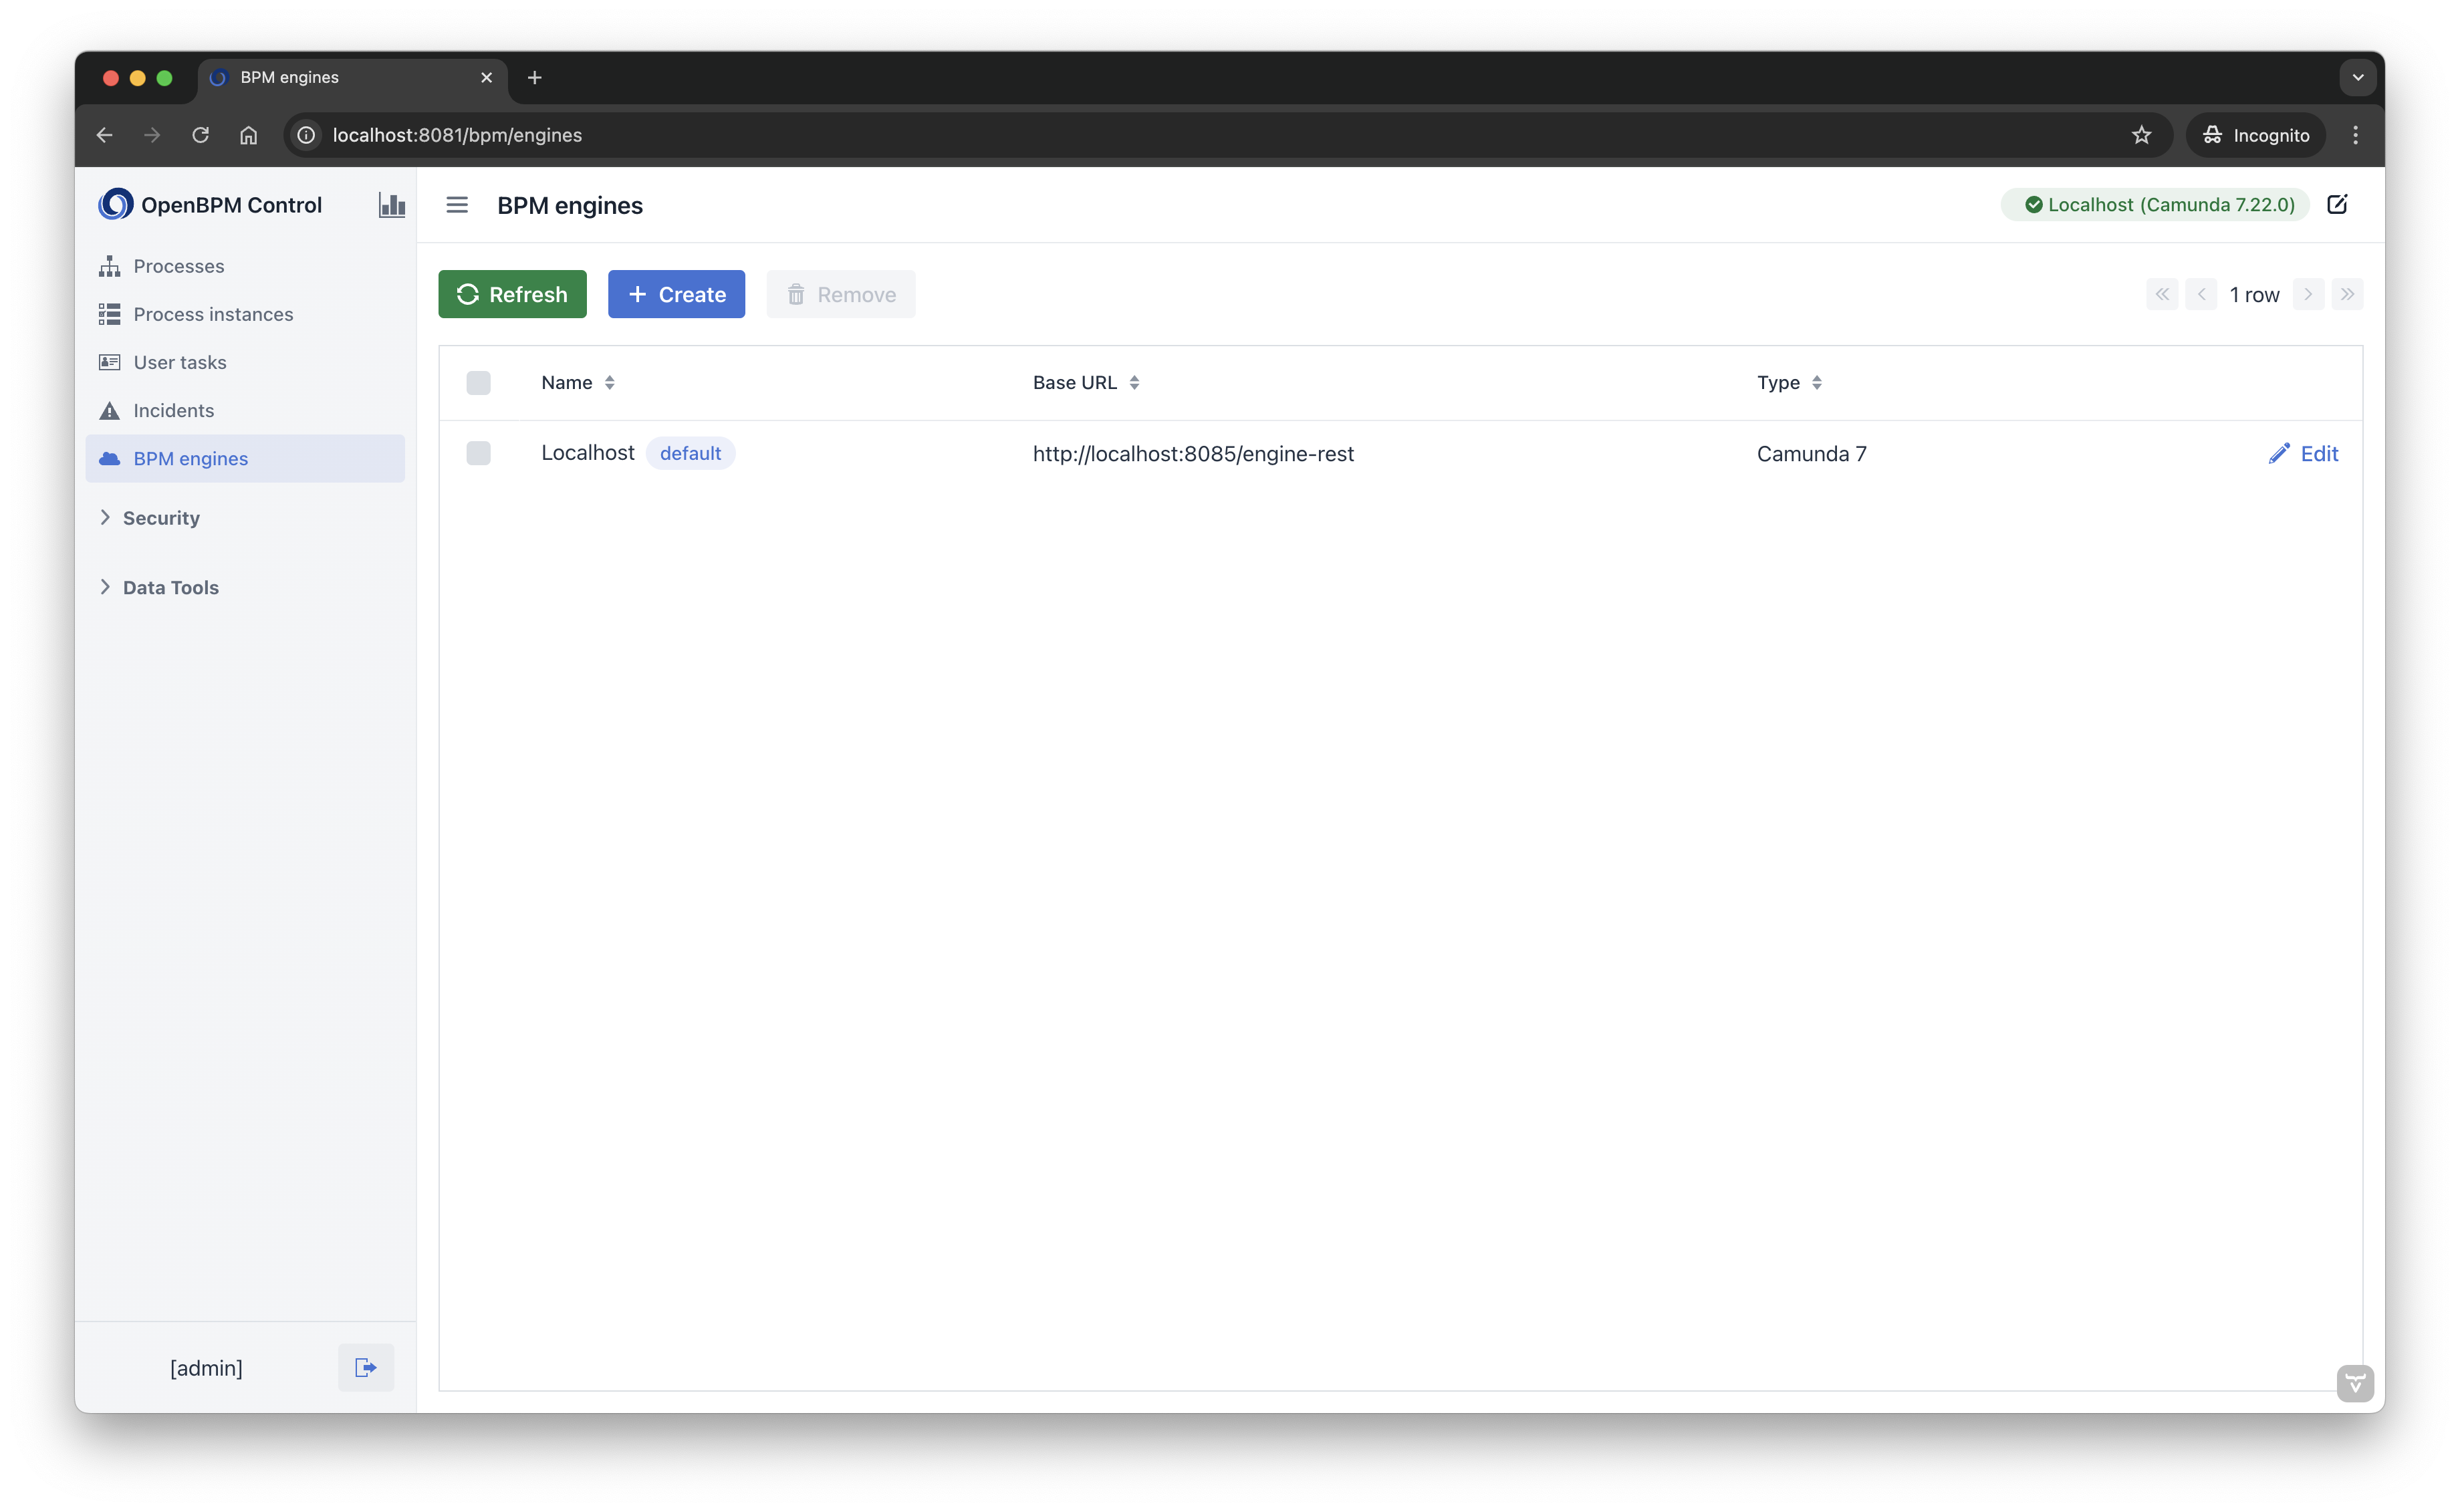 BPM engines
localhost:8081/bpm/engines
Incognito
OpenBPM Control
BPM engines
Localhost (Camunda 7.22.0)
Processes
Process instances
User tasks
Incidents
BPM engines
Security
Data Tools
Refresh
Create
Remove
1 row
Name
Base URL
Type
Localhost default
http://localhost:8085/engine-rest
Camunda 7
Edit
[admin]